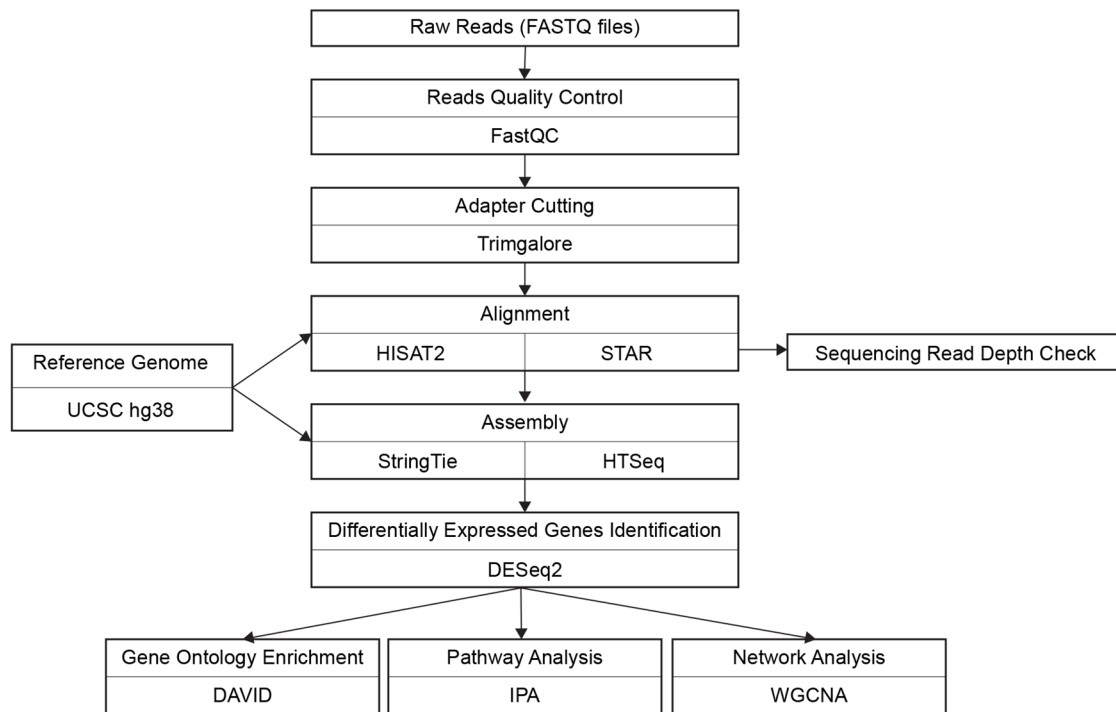 Raw Reads (FASTQ files)
Reads Quality Control
FastQC
Adapter Cutting
Trimgalore
Alignment
HISAT2 STAR
Reference Genome
UCSC hg38
Sequencing Read Depth Check
Assembly
StringTie HTSeq
Differentially Expressed Genes Identification
DESeq2
Gene Ontology Enrichment
DAVID
Pathway Analysis
IPA
Network Analysis
WGCNA